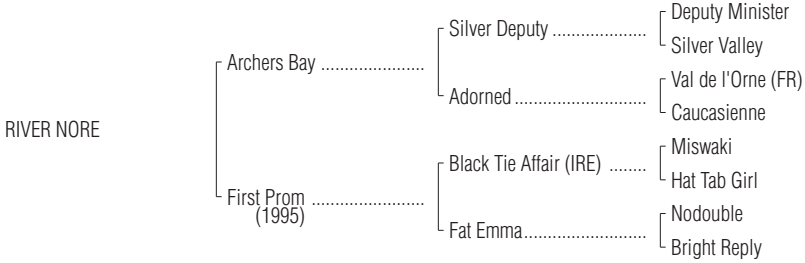 Deputy Minister
Silver Deputy ....................
Silver Valley
Archers Bay ......................
Val de l'Orne (FR)
Adorned............................
Caucasienne
RIVER NORE
Miswaki
Black Tie Affair (IRE) ........
Hat Tab Girl
First Prom ........................
(1995)
Nodouble
Fat Emma..........................
Bright Reply